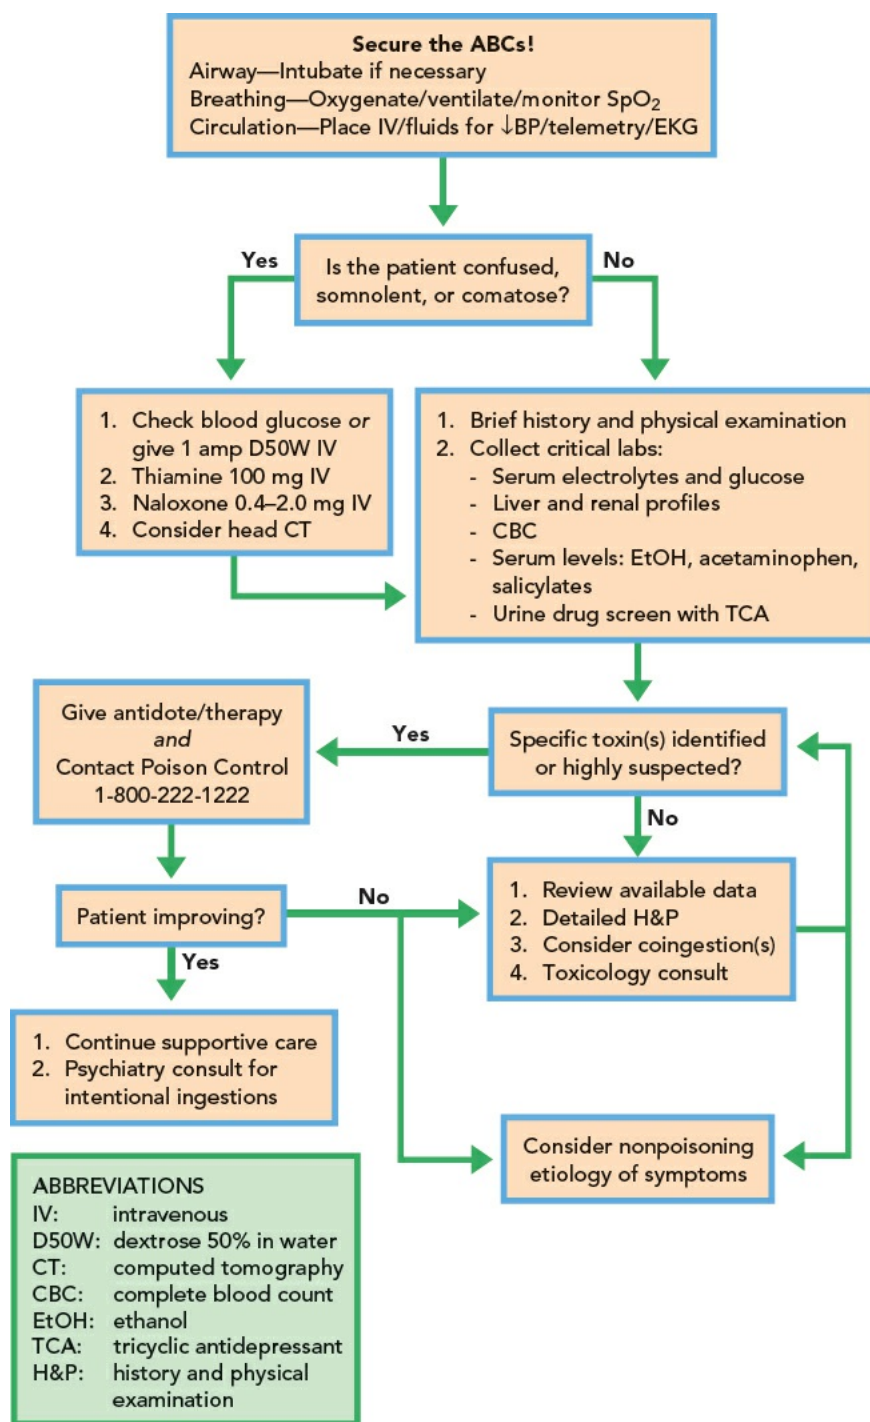 Secure the ABCs!
Airway—Intubate if necessary
Breathing—Oxygenate/ventilate/monitor SpO₂
Circulation—Place IV/fluids for ↓BP/telemetry/EKG
Yes
Is the patient confused,
somnolent, or comatose?
No
1. Check blood glucose or
give 1 amp D50W IV
2. Thiamine 100 mg IV
3. Naloxone 0.4–2.0 mg IV
4. Consider head CT
1. Brief history and physical examination
2. Collect critical labs:
- Serum electrolytes and glucose
- Liver and renal profiles
- CBC
- Serum levels: EtOH, acetaminophen,
salicylates
- Urine drug screen with TCA
Specific toxin(s) identified
or highly suspected?
Yes
Give antidote/therapy
and
Contact Poison Control
1-800-222-1222
No
1. Review available data
2. Detailed H&P
3. Consider coingestion(s)
4. Toxicology consult
Patient improving?
No
Yes
1. Continue supportive care
2. Psychiatry consult for
intentional ingestions
Consider nonpoisoning
etiology of symptoms
ABBREVIATIONS
IV: intravenous
D50W: dextrose 50% in water
CT: computed tomography
CBC: complete blood count
EtOH: ethanol
TCA: tricyclic antidepressant
H&P: history and physical
examination